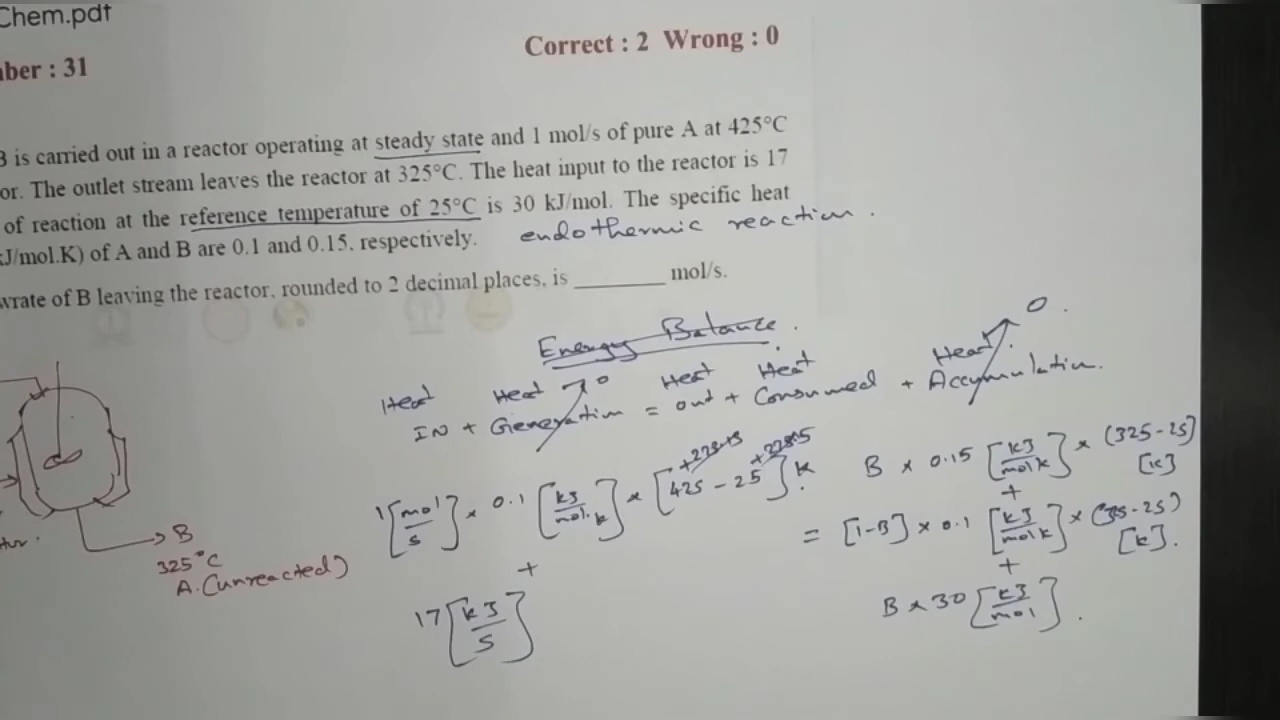 Chem.pdf
Correct : 2 Wrong : 0
ber : 31
B is carried out in a reactor operating at steady state and 1 mol/s of pure A at 425°C
or. The outlet stream leaves the reactor at 325°C. The heat input to the reactor is 17
of reaction at the reference temperature of 25°C is 30 kJ/mol. The specific heat
J/mol.K) of A and B are 0.1 and 0.15, respectively. endothermic reaction.
wrate of B leaving the reactor, rounded to 2 decimal places, is ______ mol/s.
Energy Balance.
Heat Heat → 0 Heat Heat Heat → 0.
IN + Generation = out + Consumed + Accumulation.
1 [mol/s] × 0.1 [kJ/mol.K] × [425 +273.15 - 25 +273.15] K B × 0.15 [kJ/mol K] × (325-25) [K]
+
= [1-B] × 0.1 [kJ/mol K] × (35-25) [K].
+
17 [kJ/s] B × 30 [kJ/mol].
+
→ B
325°C
A. (unreacted)